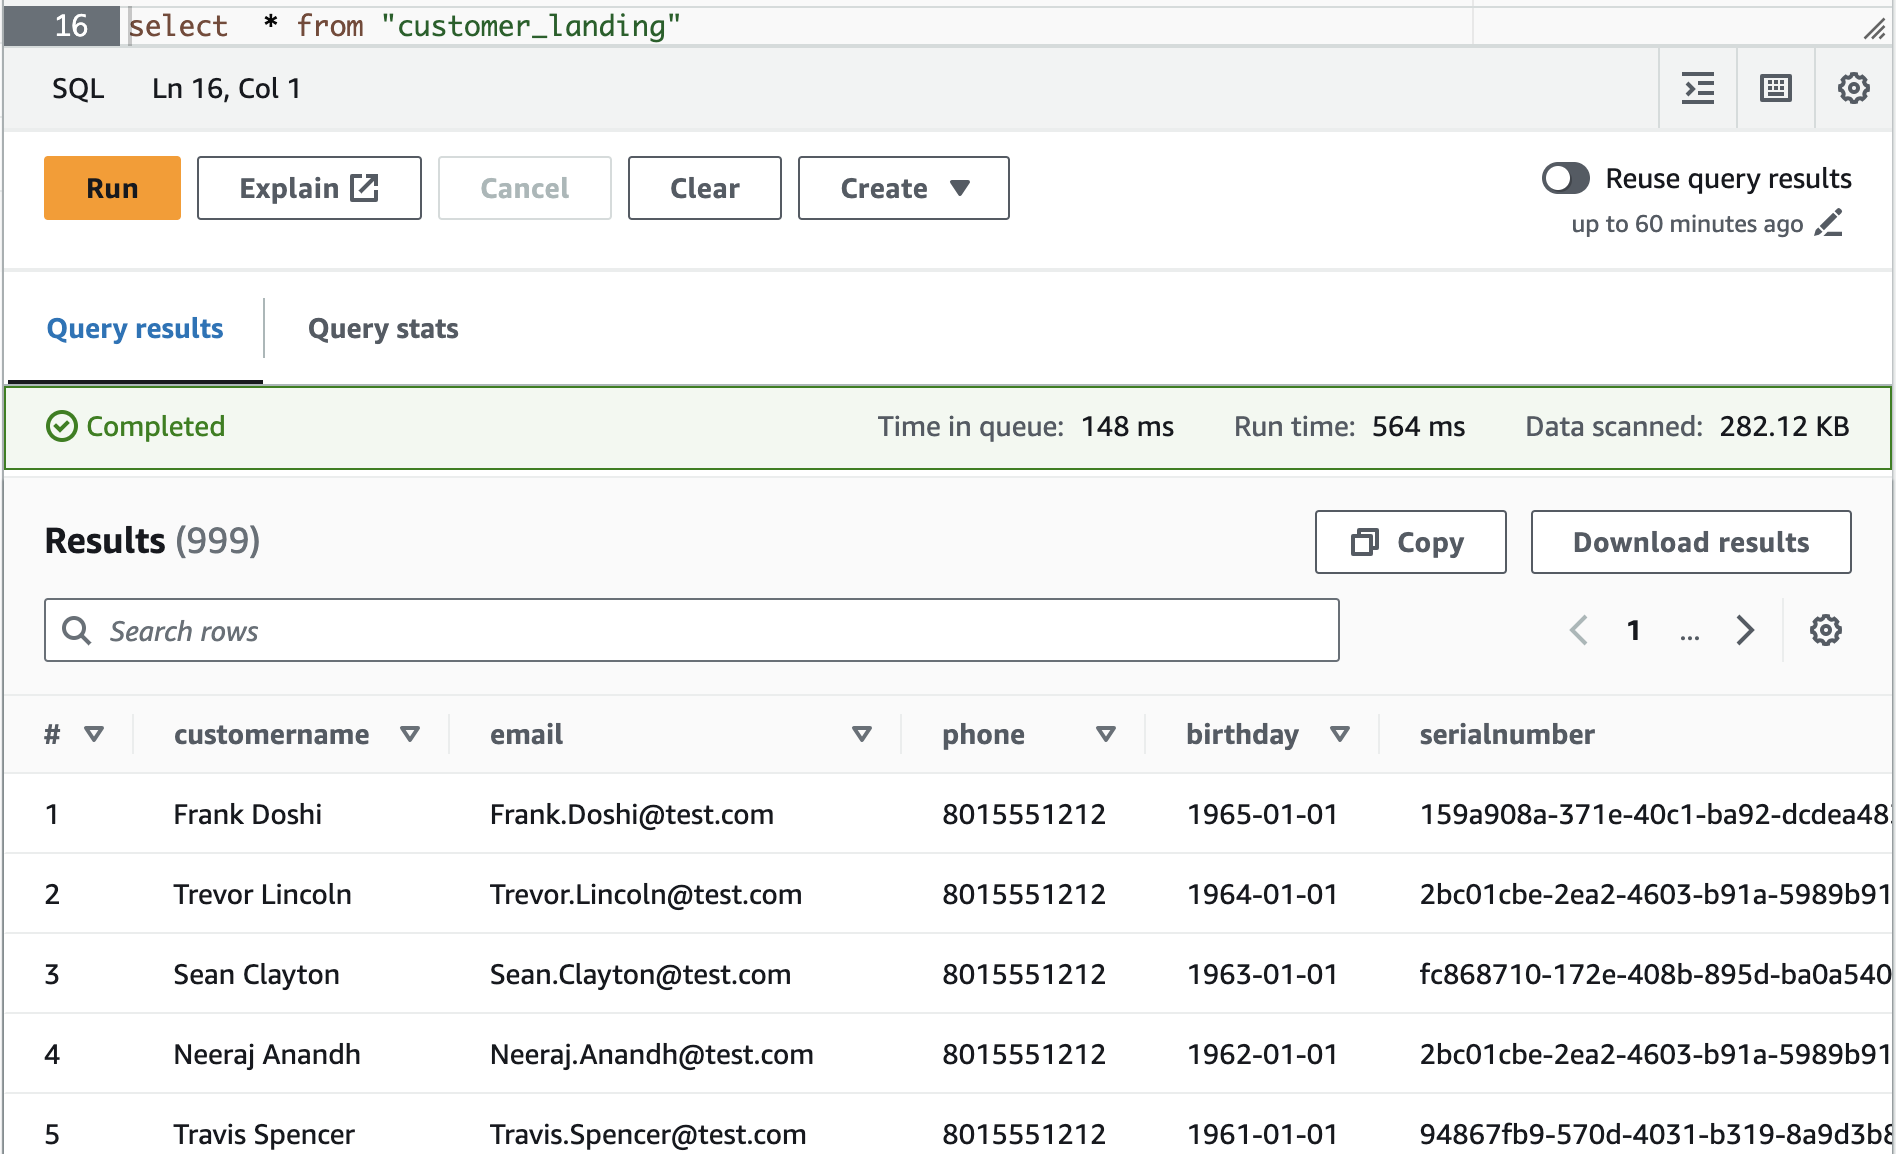 16 select * from "customer_landing"
SQL Ln 16, Col 1
Run Explain Cancel Clear Create Reuse query results
up to 60 minutes ago
Query results Query stats
Completed Time in queue: 148 ms Run time: 564 ms Data scanned: 282.12 KB
Results (999) Copy Download results
Search rows 1 ...
# customername email phone birthday serialnumber
1 Frank Doshi Frank.Doshi@test.com 8015551212 1965-01-01 159a908a-371e-40c1-ba92-dcdea48
2 Trevor Lincoln Trevor.Lincoln@test.com 8015551212 1964-01-01 2bc01cbe-2ea2-4603-b91a-5989b91
3 Sean Clayton Sean.Clayton@test.com 8015551212 1963-01-01 fc868710-172e-408b-895d-ba0a540
4 Neeraj Anandh Neeraj.Anandh@test.com 8015551212 1962-01-01 2bc01cbe-2ea2-4603-b91a-5989b91
5 Travis Spencer Travis.Spencer@test.com 8015551212 1961-01-01 94867fb9-570d-4031-b319-8a9d3b8